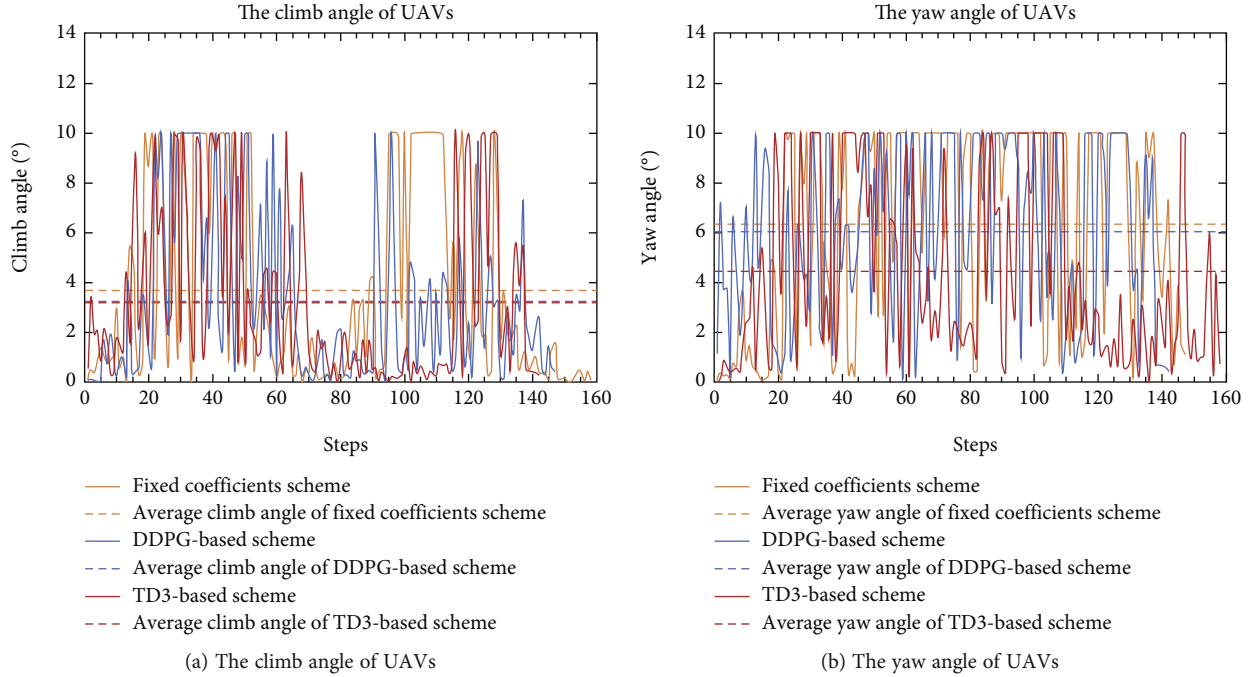 The climb angle of UAVs
14
12
10
8
6
4
2
0
Climb angle (°)
0 20 40 60 80 100 120 140 160
Steps
Fixed coefficients scheme
Average climb angle of fixed coefficients scheme
DDPG-based scheme
Average climb angle of DDPG-based scheme
TD3-based scheme
Average climb angle of TD3-based scheme
(a) The climb angle of UAVs
The yaw angle of UAVs
14
12
10
8
6
4
2
0
Yaw angle (°)
0 20 40 60 80 100 120 140 160
Steps
Fixed coefficients scheme
Average yaw angle of fixed coefficients scheme
DDPG-based scheme
Average yaw angle of DDPG-based scheme
TD3-based scheme
Average yaw angle of TD3-based scheme
(b) The yaw angle of UAVs